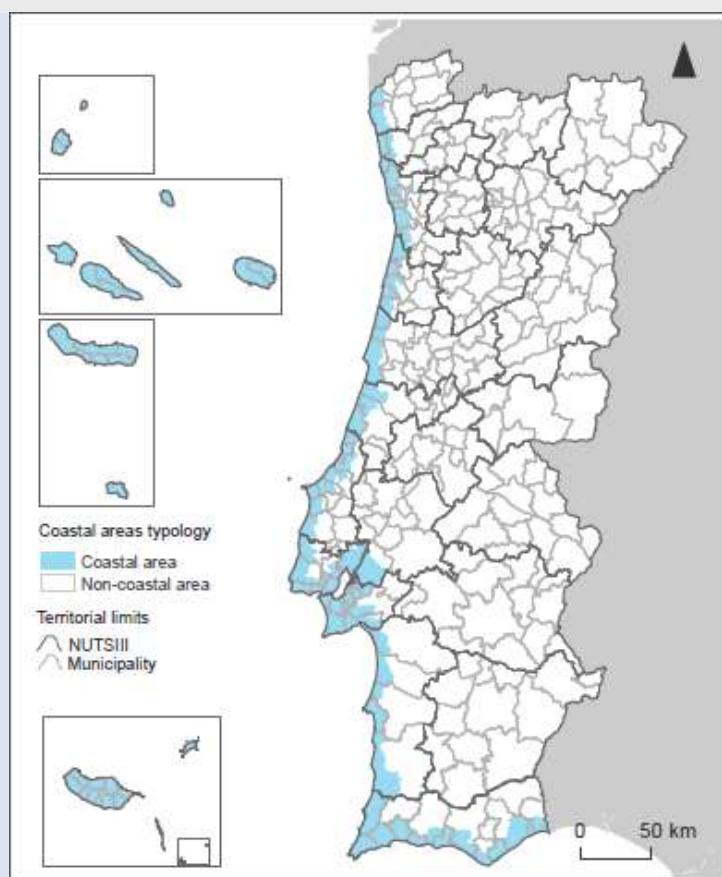 Coastal areas typology
Coastal area
Non-coastal area
Territorial limits
NUTSIII
Municipality
0 50 km